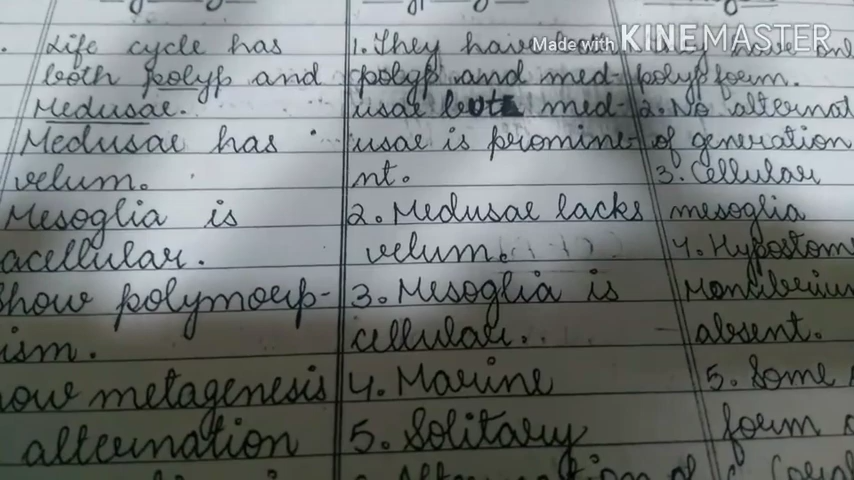 Life cycle has
both polyp and
Medusae.
Medusae has
velum.
Mesoglia is
acellular.
show polymorp-
ism.
metagenesis
alternation
1. They have
polyp and med-
usae but med-
usae is promine-
nt.
2. Medusae lacks
velum.
3. Mesoglia is
cellular.
4. Marine
5. Solitary
of
Made with KINEMASTER
have
polyp form.
2. No alternat
of generation
3. Cellular
mesoglia
4. Hypostom
absent.
5. Some
form